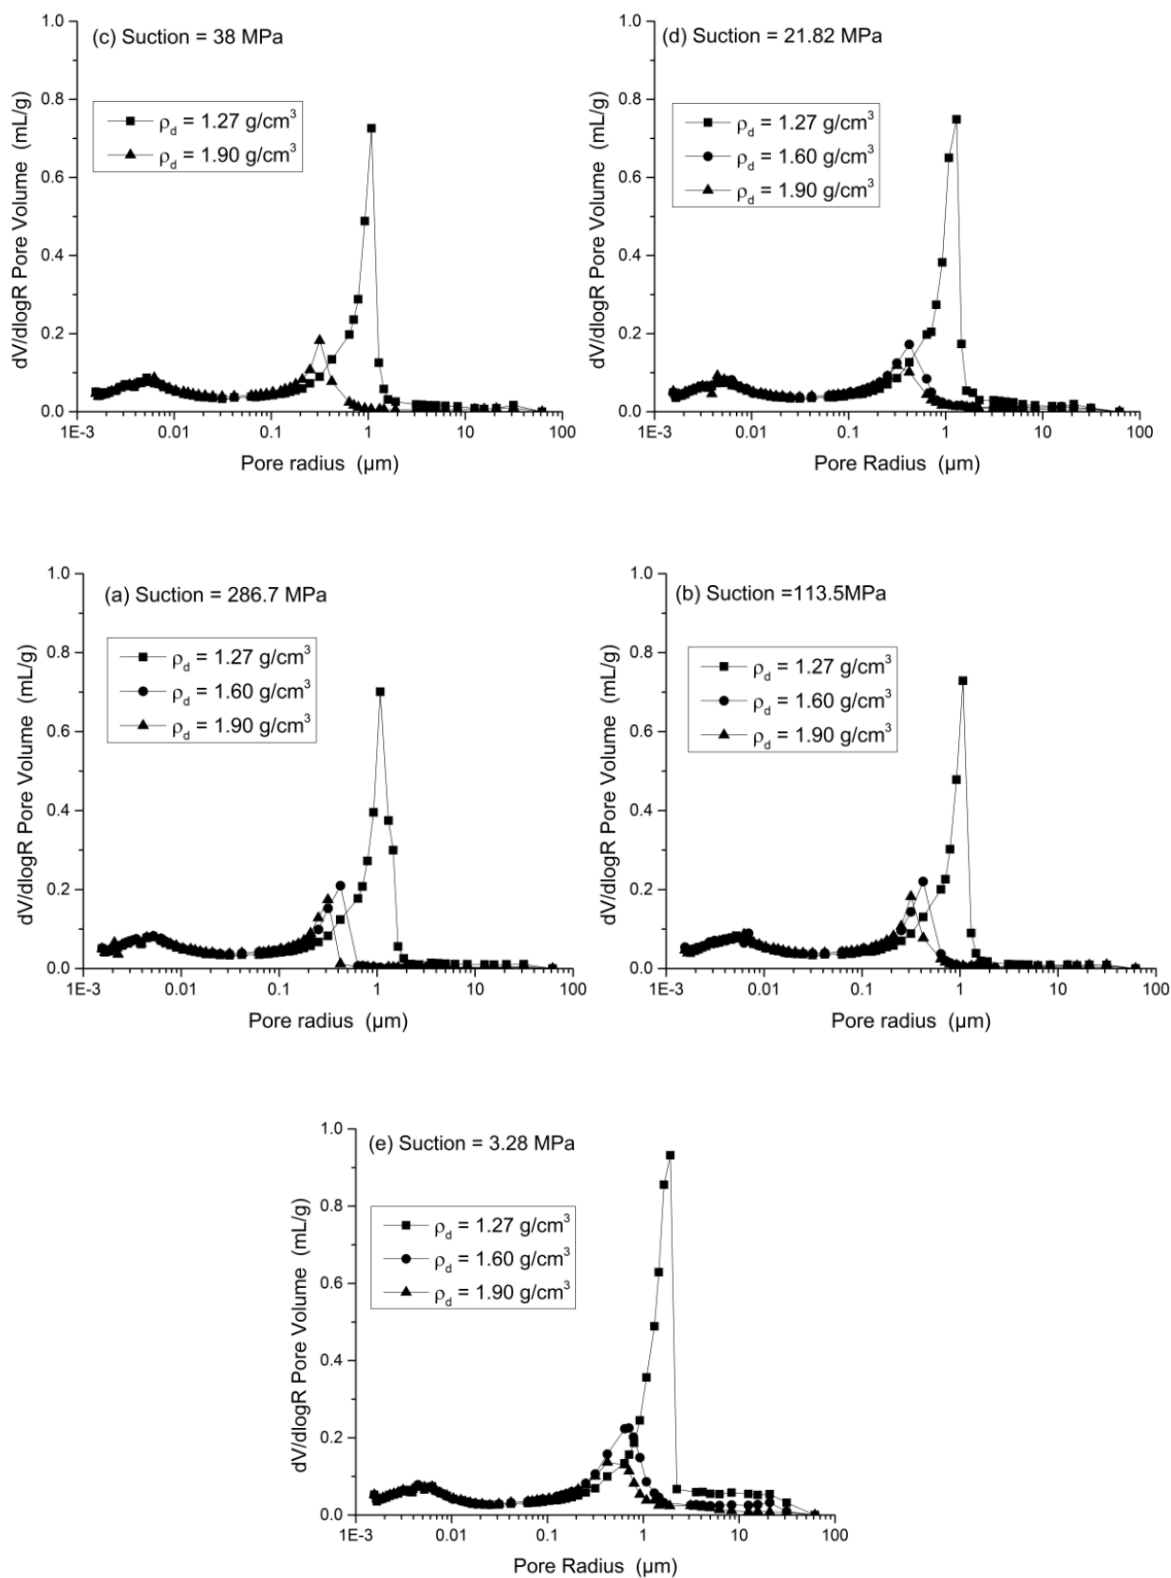 (c) Suction = 38 MPa
ρd = 1.27 g/cm³
ρd = 1.90 g/cm³
dV/dlogR Pore Volume (mL/g)
1.0
0.8
0.6
0.4
0.2
0.0
1E-3 0.01 0.1 1 10 100
Pore radius (µm)
(d) Suction = 21.82 MPa
ρd = 1.27 g/cm³
ρd = 1.60 g/cm³
ρd = 1.90 g/cm³
dV/dlogR Pore Volume (mL/g)
1.0
0.8
0.6
0.4
0.2
0.0
1E-3 0.01 0.1 1 10 100
Pore Radius (µm)
(a) Suction = 286.7 MPa
ρd = 1.27 g/cm³
ρd = 1.60 g/cm³
ρd = 1.90 g/cm³
dV/dlogR Pore Volume (mL/g)
1.0
0.8
0.6
0.4
0.2
0.0
1E-3 0.01 0.1 1 10 100
Pore radius (µm)
(b) Suction =113.5MPa
ρd = 1.27 g/cm³
ρd = 1.60 g/cm³
ρd = 1.90 g/cm³
dV/dlogR Pore Volume (mL/g)
1.0
0.8
0.6
0.4
0.2
0.0
1E-3 0.01 0.1 1 10 100
Pore radius (µm)
(e) Suction = 3.28 MPa
ρd = 1.27 g/cm³
ρd = 1.60 g/cm³
ρd = 1.90 g/cm³
dV/dlogR Pore Volume (mL/g)
1.0
0.8
0.6
0.4
0.2
0.0
1E-3 0.01 0.1 1 10 100
Pore Radius (µm)